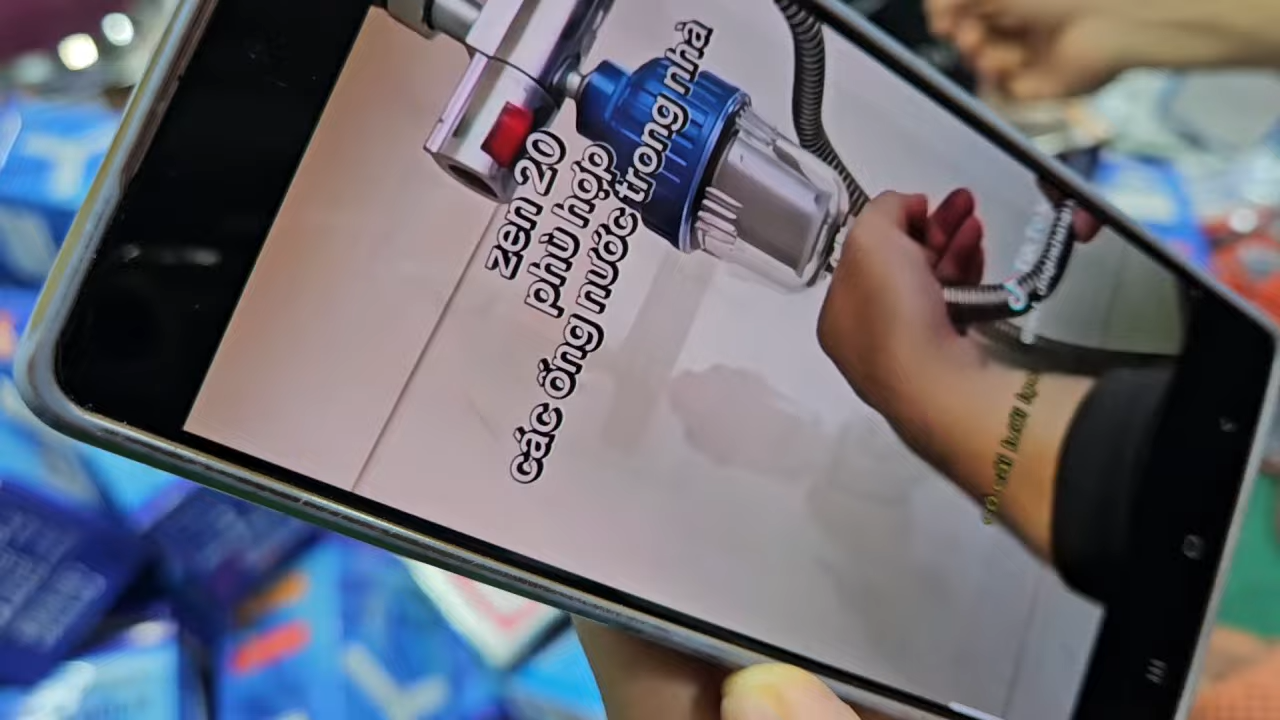 zen 20
phù hợp
các ống nước trong nhà